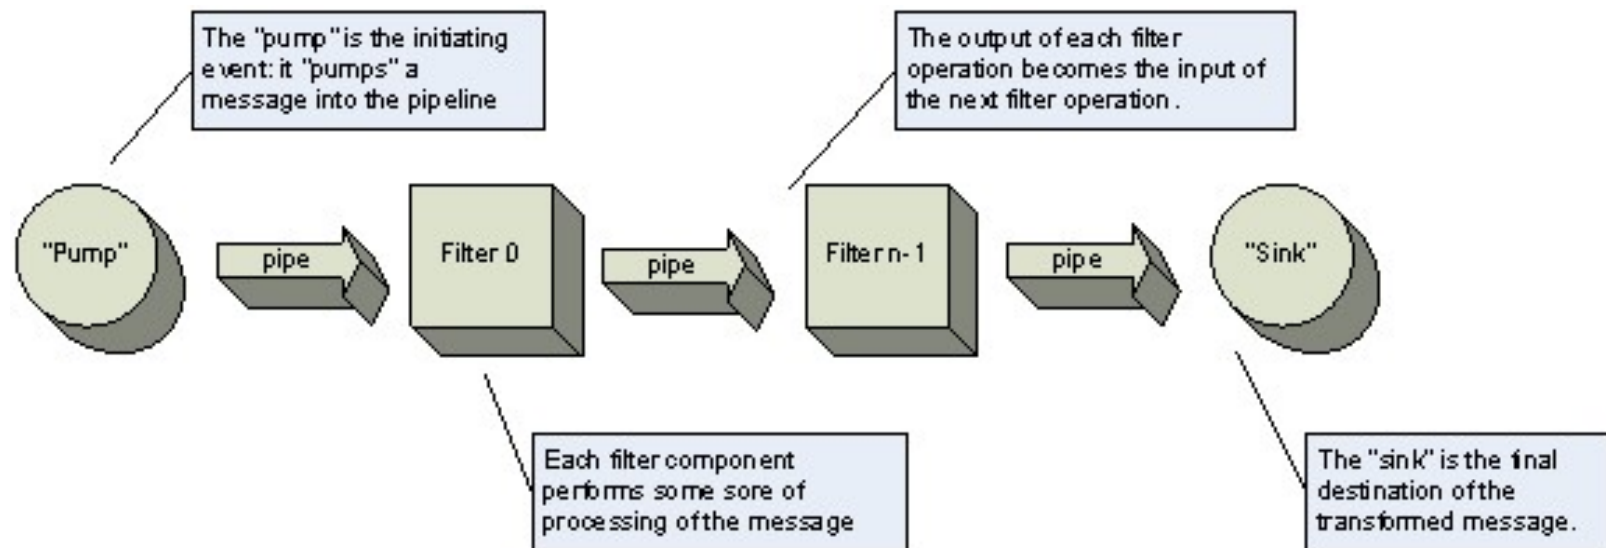 The "pump" is the initiating
event: it "pumps" a
message into the pipeline
The output of each filter
operation becomes the input of
the next filter operation.
"Pump"
pipe
Filter 0
pipe
Filter n-1
pipe
"Sink"
Each filter component
performs some sore of
processing of the message
The "sink" is the final
destination of the
transformed message.